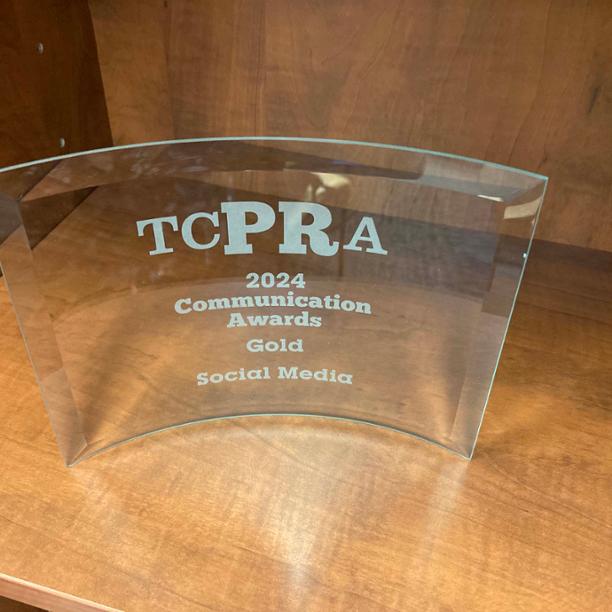 TCPRA
2024
Communication
Awards
Gold
Social Media